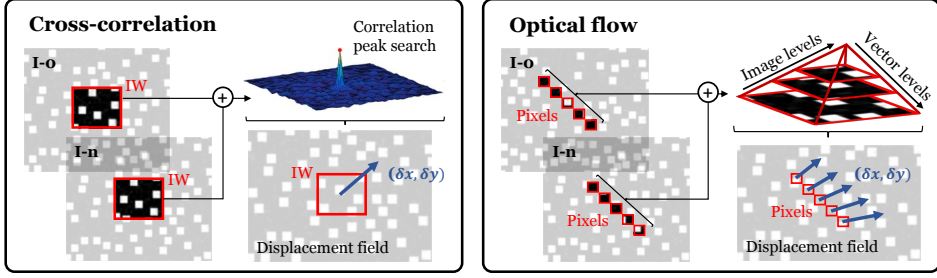 Cross-correlation
Correlation
peak search
I-o
IW
+
I-n
IW
IW
(δx, δy)
Displacement field
Optical flow
I-o
Image levels
Vector levels
Pixels
+
I-n
Pixels
(δx, δy)
Pixels
Displacement field